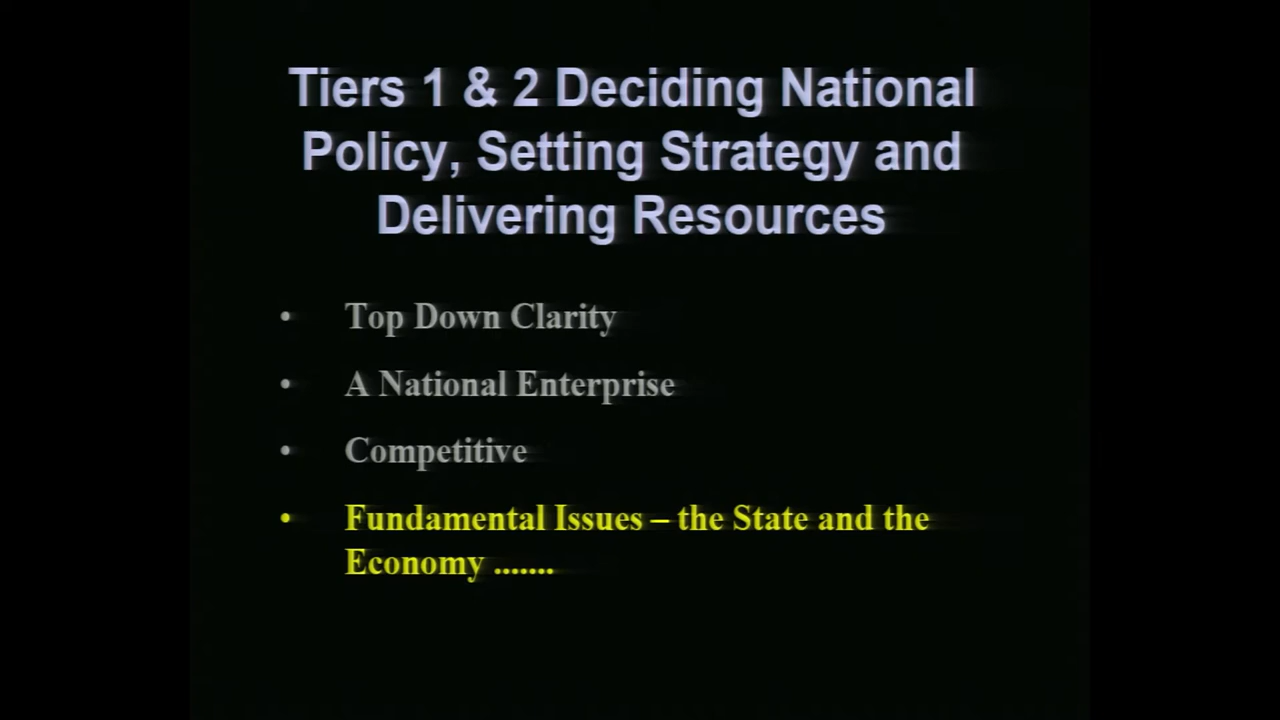 Tiers 1 & 2 Deciding National
Policy, Setting Strategy and
Delivering Resources
• Top Down Clarity
• A National Enterprise
• Competitive
• Fundamental Issues – the State and the
Economy .......